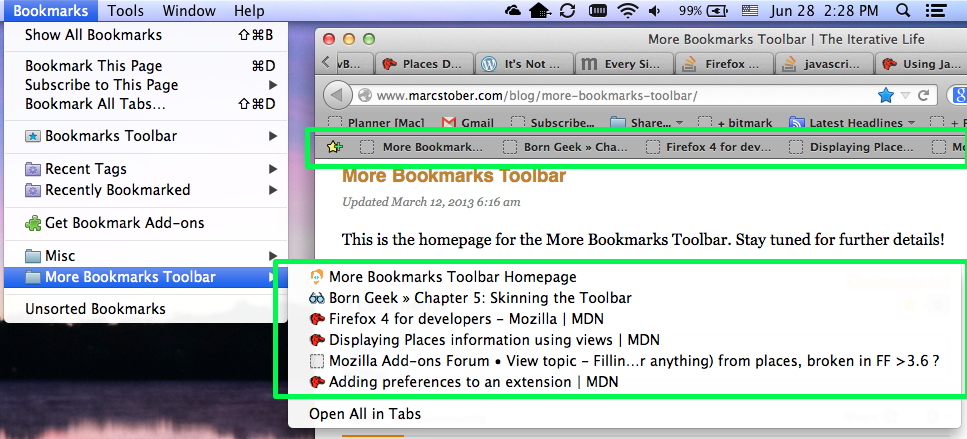 Bookmarks Tools Window Help 99% Jun 28 2:28 PM
Show All Bookmarks ⇧⌘B
Bookmark This Page ⌘D
Subscribe to This Page
Bookmark All Tabs... ⇧⌘D
Bookmarks Toolbar
Recent Tags
Recently Bookmarked
Get Bookmark Add-ons
Misc
More Bookmarks Toolbar
Unsorted Bookmarks
More Bookmarks Toolbar | The Iterative Life
vB... Places D... It's Not ... Every Si... Firefox ... javascri... Using Ja...
www.marcstober.com/blog/more-bookmarks-toolbar/
Planner [Mac] Gmail Subscribe... Share... + bitmark Latest Headlines
More Bookmark... Born Geek » Cha... Firefox 4 for dev... Displaying Place...
More Bookmarks Toolbar
Updated March 12, 2013 6:16 am
This is the homepage for the More Bookmarks Toolbar. Stay tuned for further details!
More Bookmarks Toolbar Homepage
Born Geek » Chapter 5: Skinning the Toolbar
Firefox 4 for developers – Mozilla | MDN
Displaying Places information using views | MDN
Mozilla Add-ons Forum • View topic – Fillin...r anything) from places, broken in FF >3.6 ?
Adding preferences to an extension | MDN
Open All in Tabs